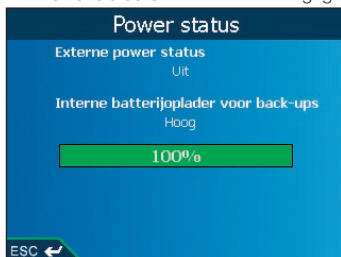 Power status
Externe power status
Uit
Interne batterijoplader voor back-ups
Hoog
100%
ESC